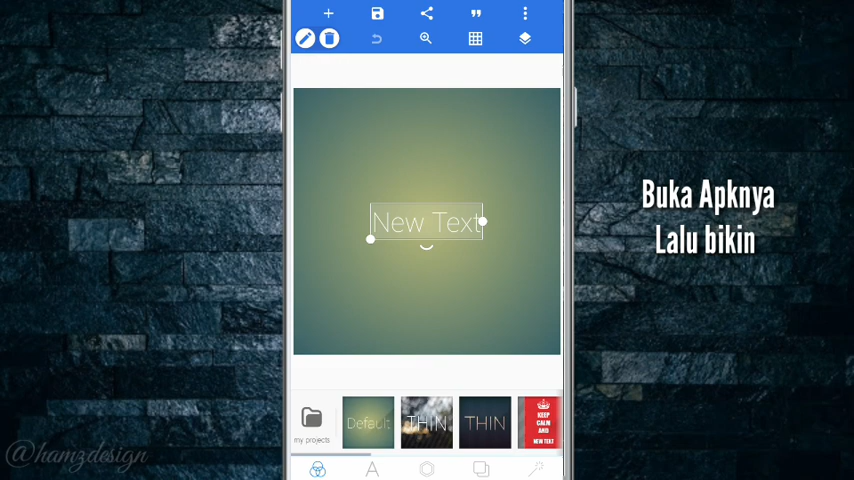 New Text
Buka Apknya
Lalu bikin
my projects
Default
THIN
THIN
KEEP
CALM
AND
NEW TEXT
A
@hamzdesign